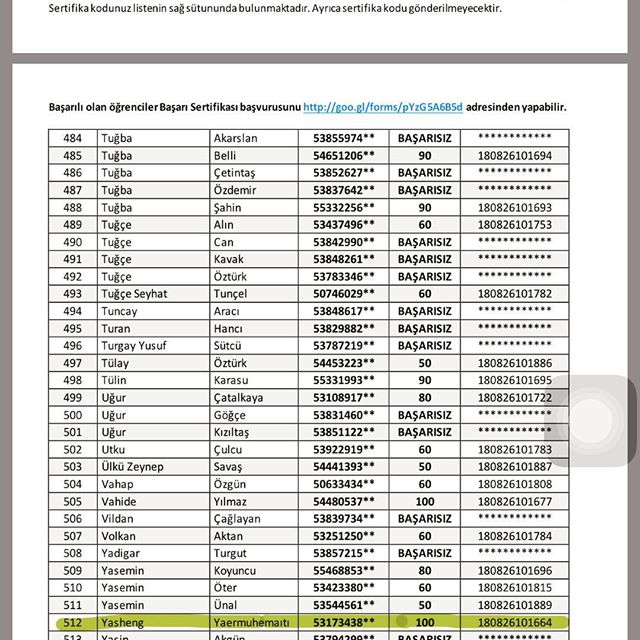 Sertifika kodunuz listenin sağ sütununda bulunmaktadır. Ayrıca sertifika kodu gönderilmeyecektir.
Başarılı olan öğrenciler Başarı Sertifikası başvurusunu http://goo.gl/forms/pYzG5A6B5d adresinden yapabilir.
484 Tuğba Akarslan 53855974** BAŞARISIZ ************
485 Tuğba Belli 54651206** 90 180826101694
486 Tuğba Çetintaş 53852627** BAŞARISIZ ************
487 Tuğba Özdemir 53837642** BAŞARISIZ ************
488 Tuğba Şahin 55332256** 90 180826101693
489 Tuğçe Alın 53437496** 60 180826101753
490 Tuğçe Can 53842990** BAŞARISIZ ************
491 Tuğçe Kavak 53848261** BAŞARISIZ ************
492 Tuğçe Öztürk 53783346** BAŞARISIZ ************
493 Tuğçe Seyhat Tunçel 50746029** 60 180826101782
494 Tuncay Aracı 53848617** BAŞARISIZ ************
495 Turan Hancı 53829882** BAŞARISIZ ************
496 Turgay Yusuf Sütcü 53787219** BAŞARISIZ ************
497 Tülay Öztürk 54453223** 50 180826101886
498 Tülin Karasu 55331993** 90 180826101695
499 Uğur Çatalkaya 53108917** 80 180826101722
500 Uğur Göğçe 53831460** BAŞARISIZ ************
501 Uğur Kızıltaş 53851122** BAŞARISIZ ************
502 Utku Çulcu 53922919** 60 180826101783
503 Ülkü Zeynep Savaş 54441393** 50 180826101887
504 Vahap Özgün 50633434** 60 180826101808
505 Vahide Yılmaz 54480537** 100 180826101677
506 Vildan Çağlayan 53839734** BAŞARISIZ ************
507 Volkan Aktan 53251250** 60 180826101784
508 Yadigar Turgut 53857215** BAŞARISIZ ************
509 Yasemin Koyuncu 55468853** 80 180826101696
510 Yasemin Öter 53423380** 60 180826101815
511 Yasemin Ünal 53544561** 50 180826101889
512 Yasheng Yaermuhemaıtı 53173438** 100 180826101664
513 Yasin Akgün 53794299** BAŞARISIZ ************